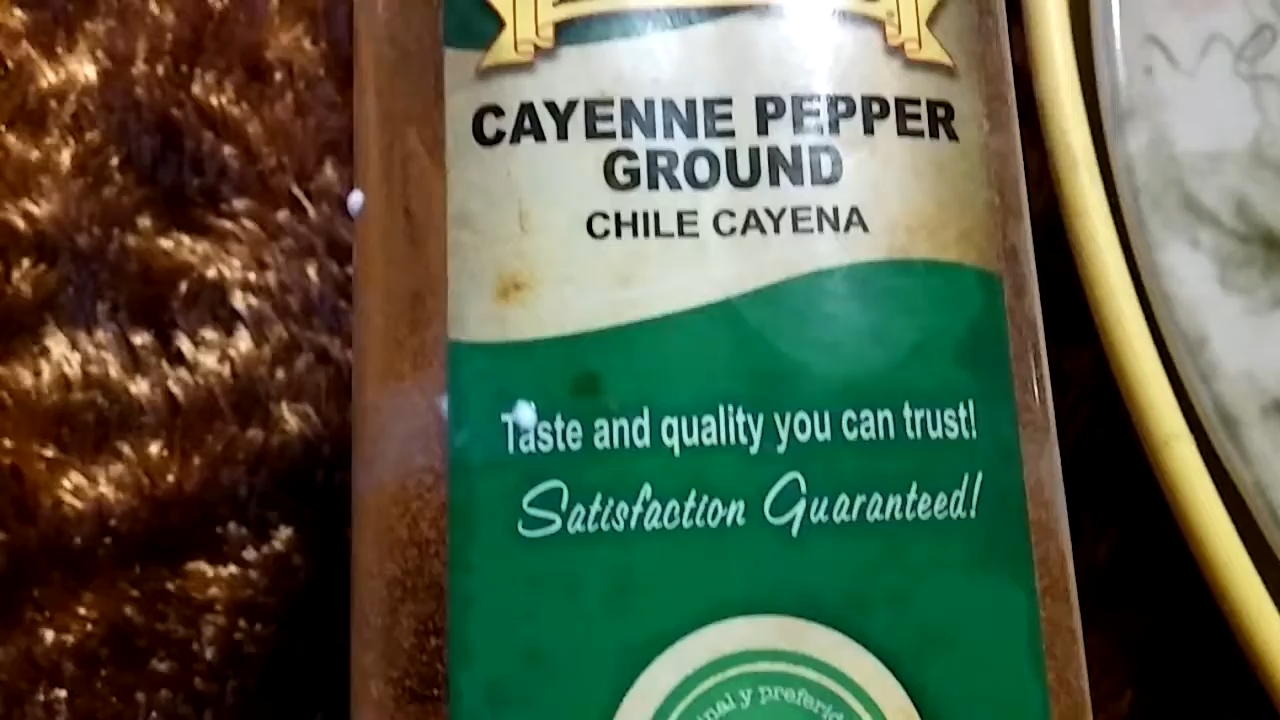 CAYENNE PEPPER
GROUND
CHILE CAYENA
Taste and quality you can trust!
Satisfaction Guaranteed!
y